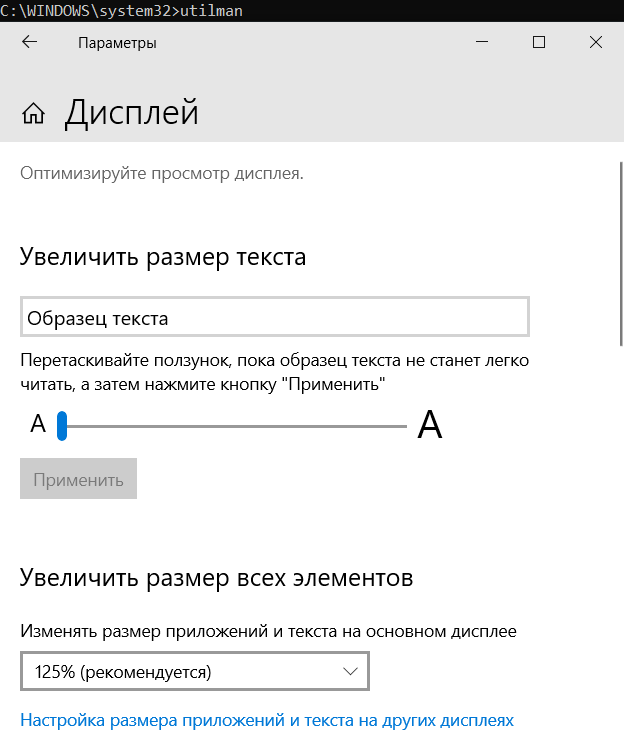 C:\WINDOWS\system32>utilman
Параметры
Дисплей
Оптимизируйте просмотр дисплея.
Увеличить размер текста
Образец текста
Перетаскивайте ползунок, пока образец текста не станет легко
читать, а затем нажмите кнопку "Применить"
A A
Применить
Увеличить размер всех элементов
Изменять размер приложений и текста на основном дисплее
125% (рекомендуется)
Настройка размера приложений и текста на других дисплеях